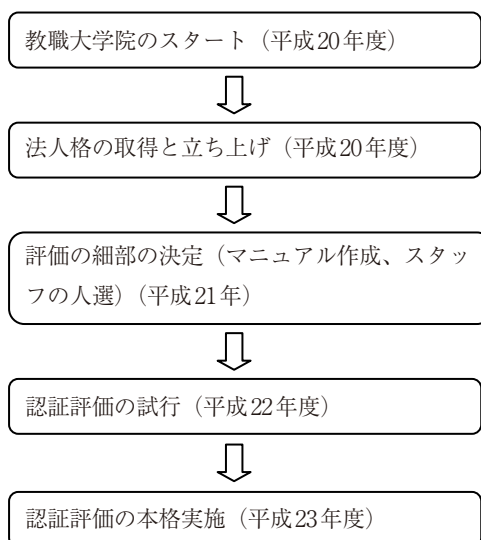 教職大学院のスタート（平成20年度）
法人格の取得と立ち上げ（平成20年度）
評価の細部の決定（マニュアル作成、スタッ
フの人選）（平成21年）
認証評価の試行（平成22年度）
認証評価の本格実施（平成23年度）